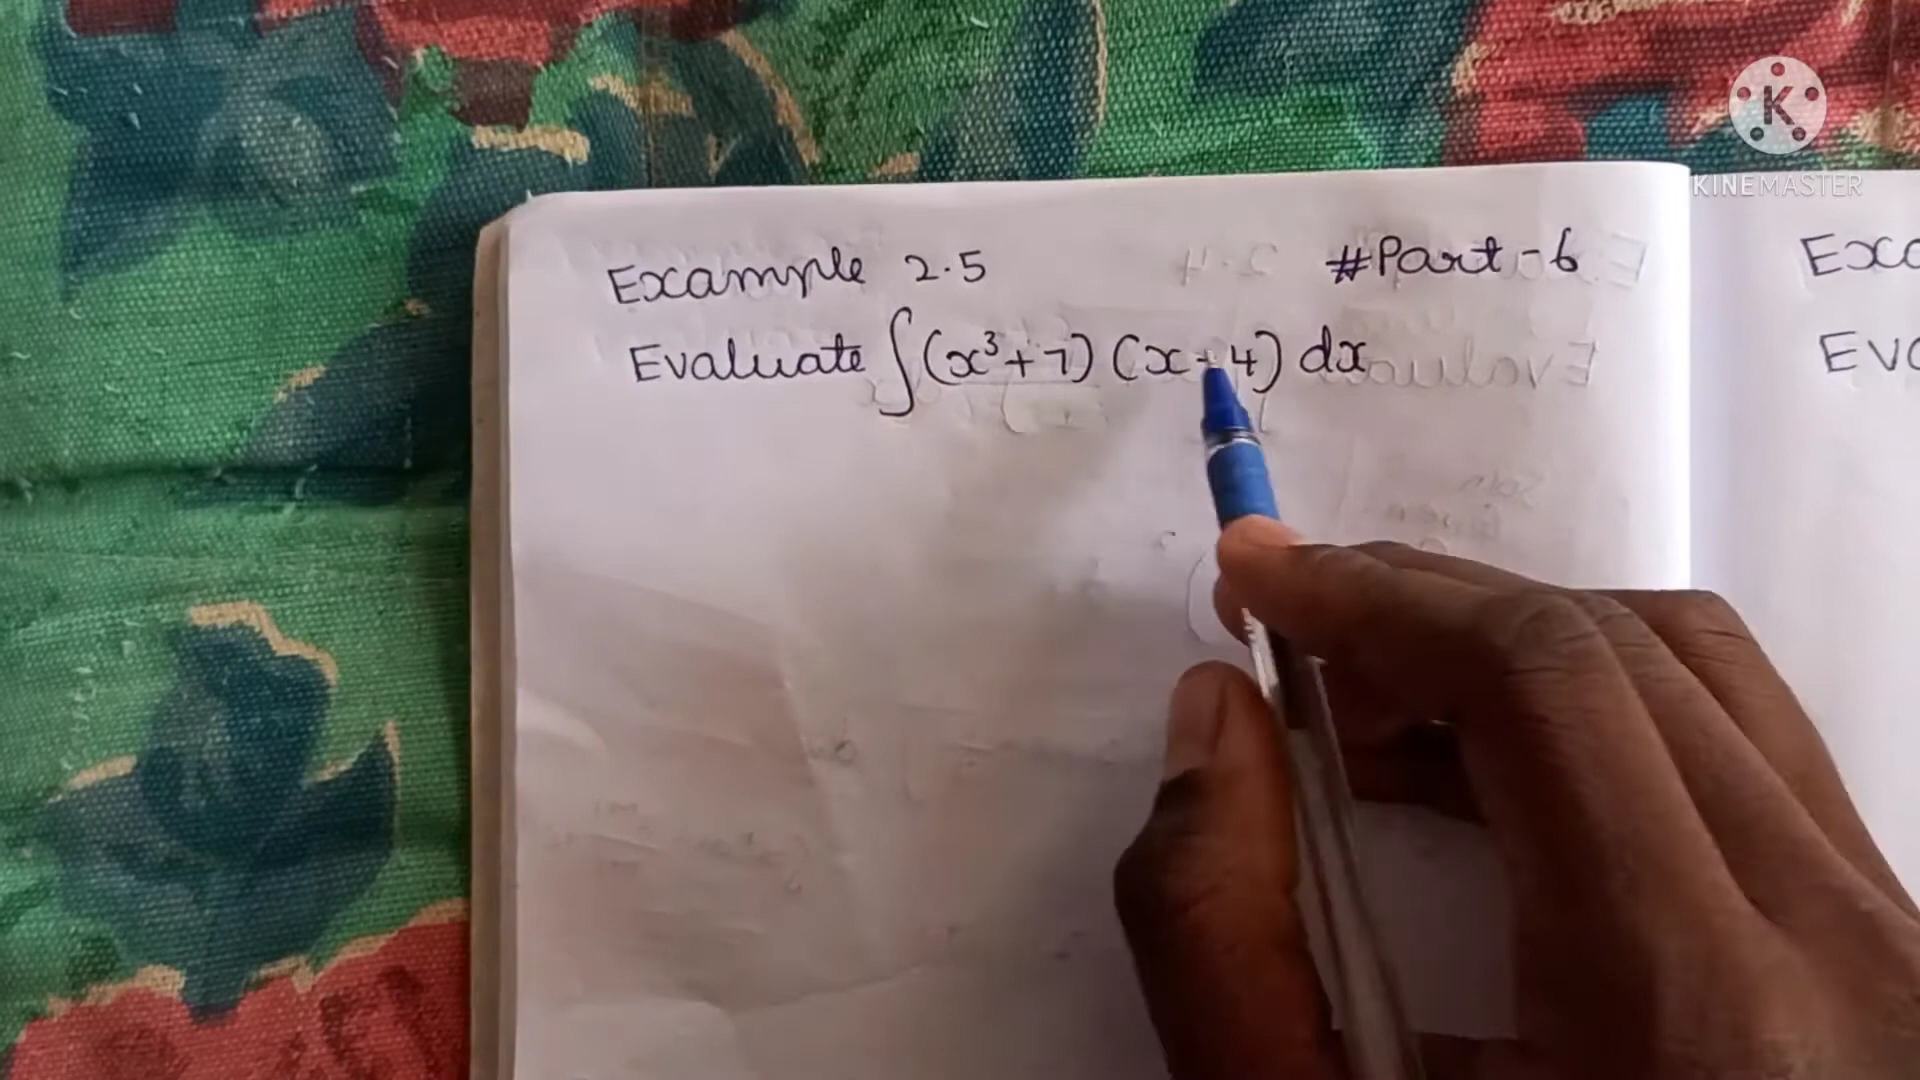 K
KINEMASTER
Example 2.5 #Part-6
Exa
Evaluate ∫(x³+7) (x-4) dx
Eva